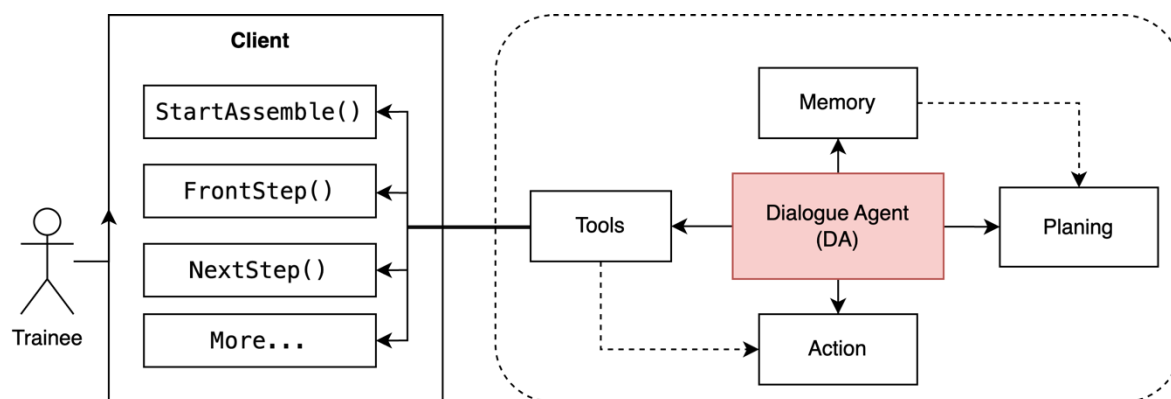 Client
StartAssemble()
FrontStep()
NextStep()
More...
Trainee
Tools
Memory
Dialogue Agent
(DA)
Planing
Action